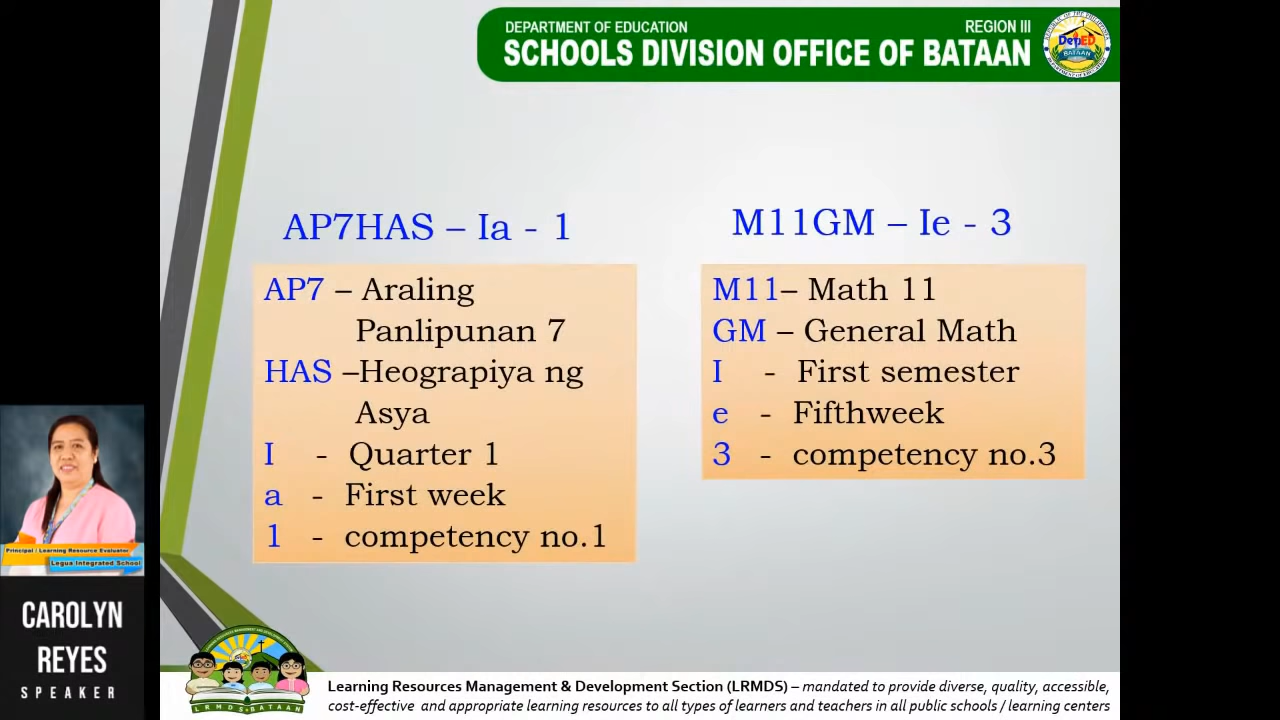 DEPARTMENT OF EDUCATION
REGION III
SCHOOLS DIVISION OFFICE OF BATAAN
DepED
BATAAN
AP7HAS – Ia - 1
AP7 – Araling
Panlipunan 7
HAS –Heograpiya ng
Asya
I - Quarter 1
a - First week
1 - competency no.1
M11GM – Ie - 3
M11– Math 11
GM – General Math
I - First semester
e - Fifthweek
3 - competency no.3
Principal / Learning Resource Evaluator
Legua Integrated School
CAROLYN
REYES
SPEAKER
LRMDS BATAAN
Learning Resources Management & Development Section (LRMDS) – mandated to provide diverse, quality, accessible,
cost-effective and appropriate learning resources to all types of learners and teachers in all public schools / learning centers